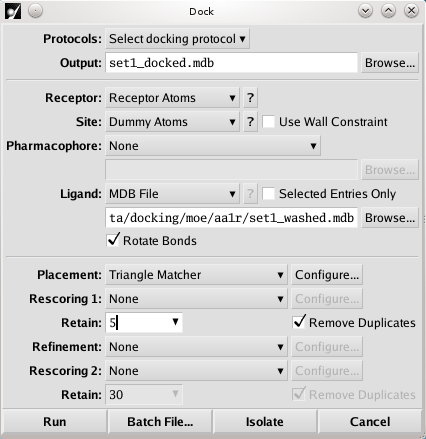 Dock
Protocols: Select docking protocol
Output: set1_docked.mdb Browse...
Receptor: Receptor Atoms ?
Site: Dummy Atoms ? Use Wall Constraint
Pharmacophore: None
Browse...
Ligand: MDB File ? Selected Entries Only
ta/docking/moe/aa1r/set1_washed.mdb Browse...
Rotate Bonds
Placement: Triangle Matcher Configure...
Rescoring 1: None Configure...
Retain: 5 Remove Duplicates
Refinement: None Configure...
Rescoring 2: None Configure...
Retain: 30 Remove Duplicates
Run Batch File... Isolate Cancel